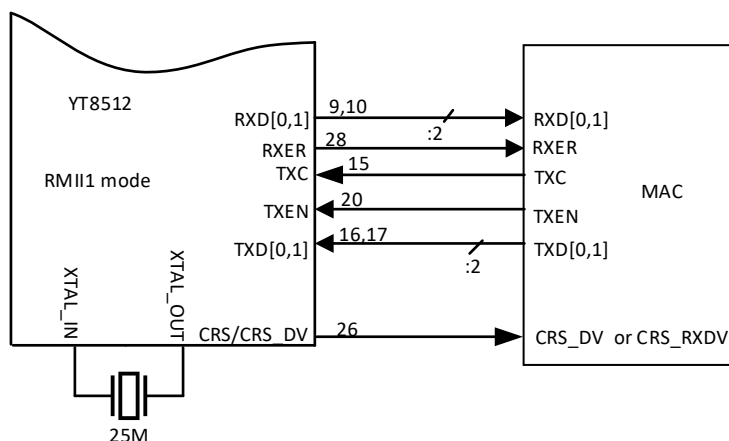 YT8512
RMII1 mode
RXD[0,1]
9,10
:2
RXD[0,1]
RXER
28
RXER
TXC
15
TXC
TXEN
20
TXEN
TXD[0,1]
16,17
:2
TXD[0,1]
MAC
XTAL_IN
XTAL_OUT
CRS/CRS_DV
26
CRS_DV or CRS_RXDV
25M